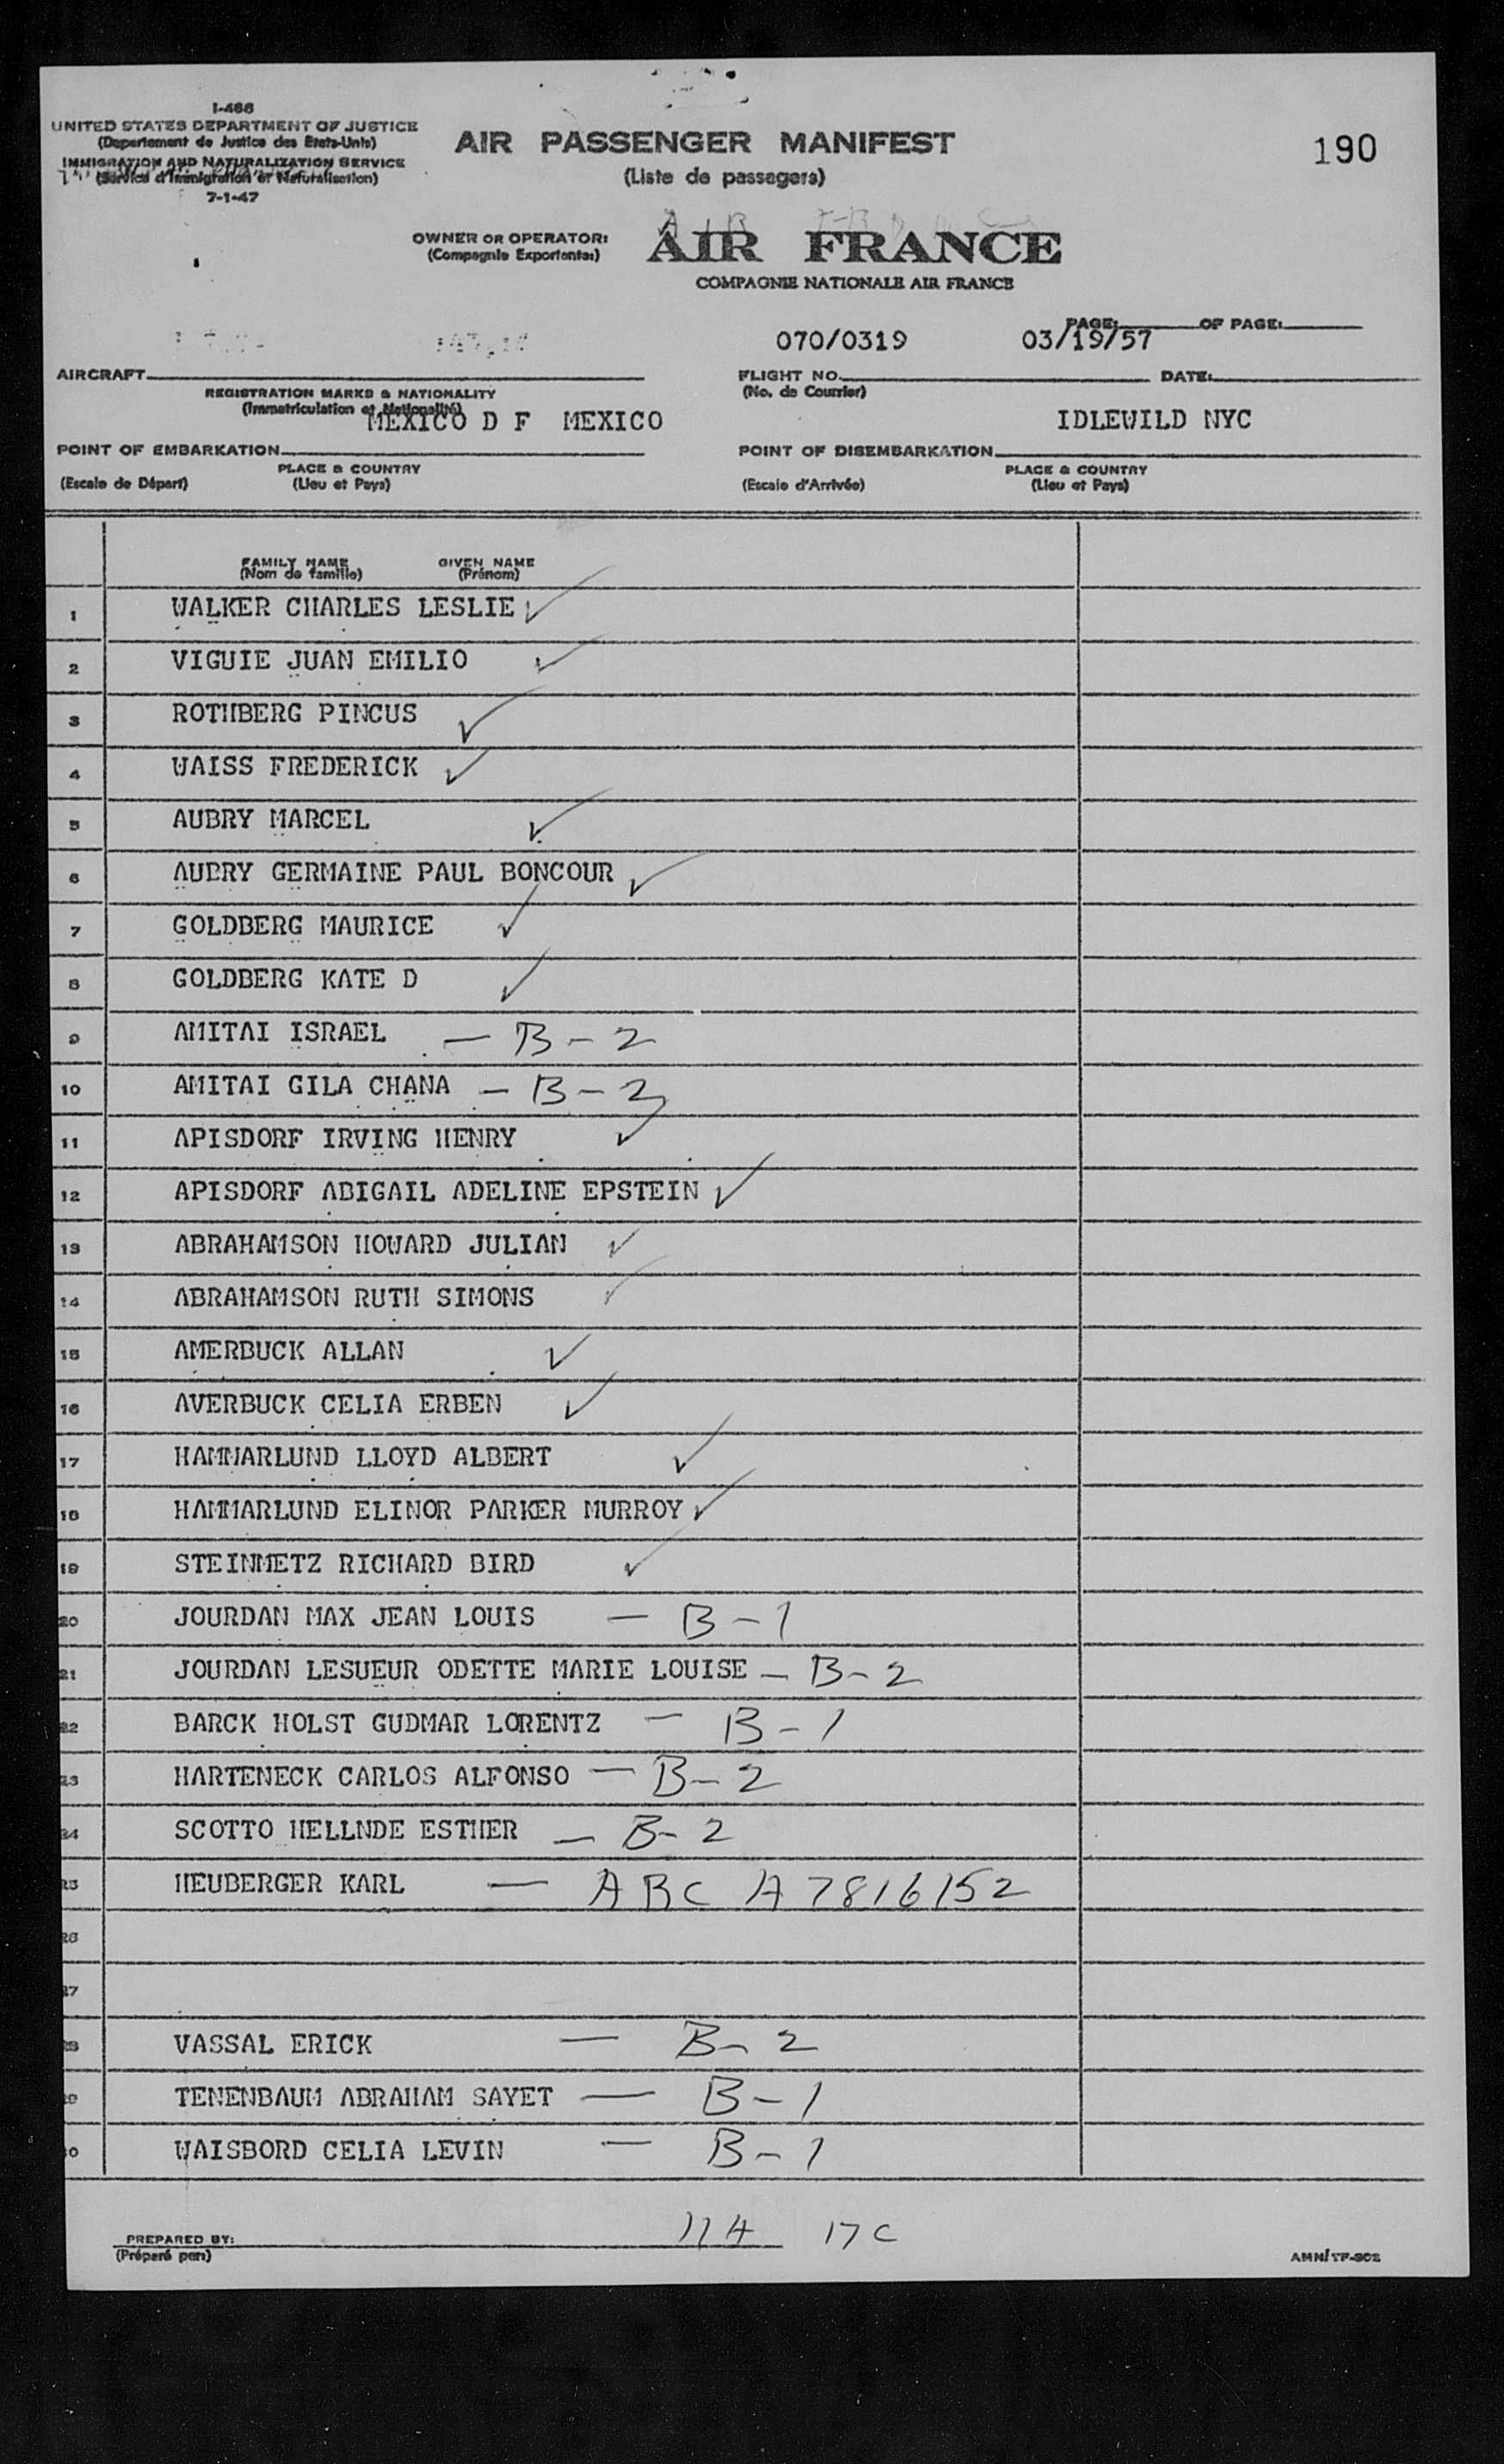 I-466
UNITED STATES DEPARTMENT OF JUSTICE
(Departement de Justice des Etats-Unis)
IMMIGRATION AND NATURALIZATION SERVICE
(Service d'Immigration et Naturalisation)
7-1-47
AIR PASSENGER MANIFEST
(Liste de passagers)
190
OWNER OR OPERATOR:
(Compagnie Exportante:)
AIR FRANCE
COMPAGNIE NATIONALE AIR FRANCE
PAGE: OF PAGE:
070/0319 03/19/57
AIRCRAFT FLIGHT NO. DATE:
REGISTRATION MARKS & NATIONALITY (No. de Courrier)
(Immatriculation et Nationalité)
MEXICO D F MEXICO IDLEWILD NYC
POINT OF EMBARKATION POINT OF DISEMBARKATION
PLACE & COUNTRY PLACE & COUNTRY
(Escale de Départ) (Lieu et Pays) (Escale d'Arrivée) (Lieu et Pays)
FAMILY NAME GIVEN NAME
(Nom de famille) (Prénom)
1 WALKER CHARLES LESLIE ✓
2 VIGUIE JUAN EMILIO ✓
3 ROTHBERG PINCUS ✓
4 WAISS FREDERICK ✓
5 AUBRY MARCEL ✓
6 AUBRY GERMAINE PAUL BONCOUR ✓
7 GOLDBERG MAURICE ✓
8 GOLDBERG KATE D ✓
9 AMITAI ISRAEL — B-2
10 AMITAI GILA CHANA — B-2
11 APISDORF IRVING HENRY ✓
12 APISDORF ABIGAIL ADELINE EPSTEIN ✓
13 ABRAHAMSON HOWARD JULIAN ✓
14 ABRAHAMSON RUTH SIMONS ✓
15 AMERBUCK ALLAN ✓
16 AVERBUCK CELIA ERBEN ✓
17 HAMMARLUND LLOYD ALBERT ✓
18 HAMMARLUND ELINOR PARKER MURROY ✓
19 STEINMETZ RICHARD BIRD ✓
20 JOURDAN MAX JEAN LOUIS — B-1
21 JOURDAN LESUEUR ODETTE MARIE LOUISE — B-2
22 BARCK HOLST GUDMAR LORENTZ — B-1
23 HARTENECK CARLOS ALFONSO — B-2
24 SCOTTO HELLNDE ESTHER — B-2
25 HEUBERGER KARL — ARC A7816152
26
27
28 VASSAL ERICK — B-2
29 TENENBAUM ABRAHAM SAYET — B-1
30 WAISBORD CELIA LEVIN — B-1
PREPARED BY: 11A 17C
(Préparé par:) AMN/TF-302